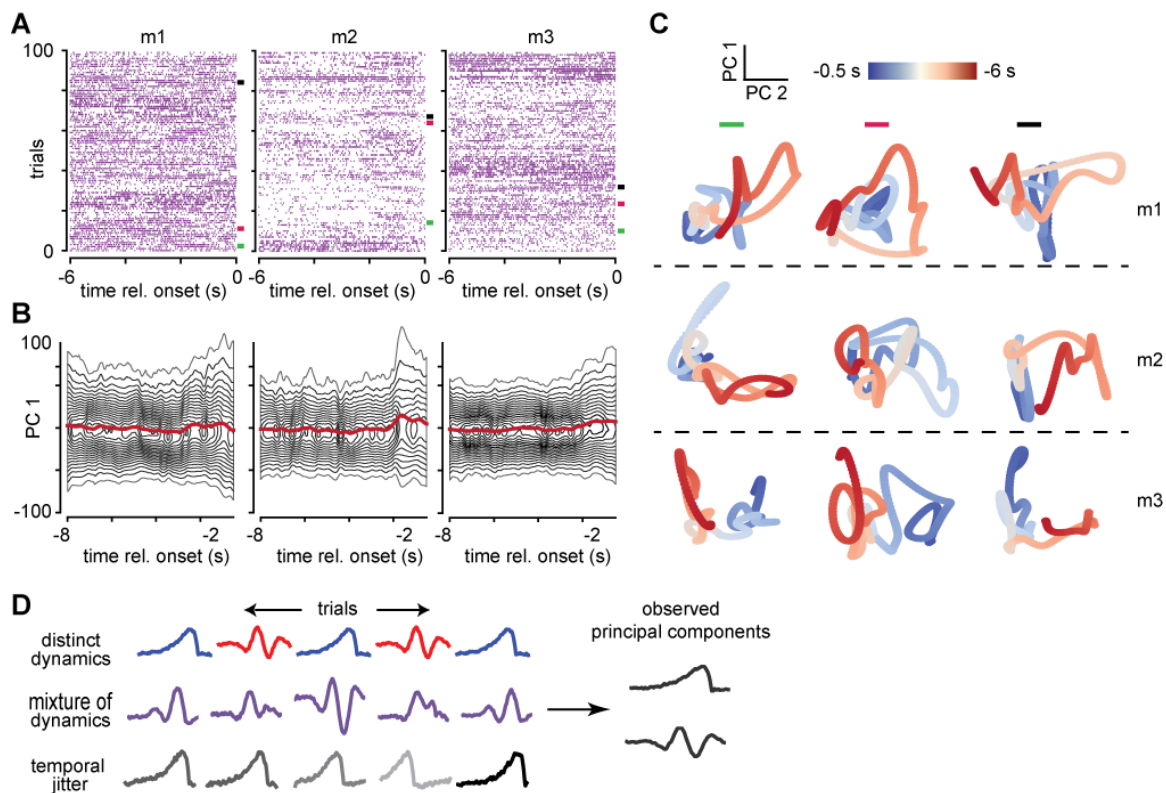 A
m1
m2
m3
100
trials
0
-6
0
-6
0
-6
0
time rel. onset (s)
time rel. onset (s)
time rel. onset (s)
B
100
PC 1
-100
-8
-2
-8
-2
-8
-2
time rel. onset (s)
time rel. onset (s)
time rel. onset (s)
C
PC 1
PC 2
-0.5 s
-6 s
m1
m2
m3
D
trials
distinct
dynamics
mixture of
dynamics
temporal
jitter
observed
principal components